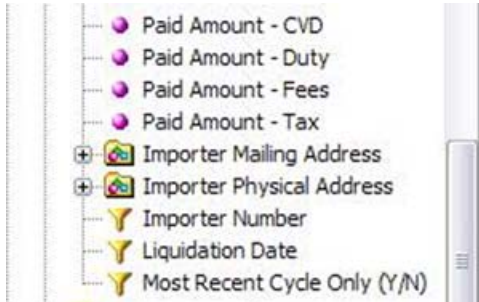 Paid Amount - CVD
Paid Amount - Duty
Paid Amount - Fees
Paid Amount - Tax
Importer Mailing Address
Importer Physical Address
Importer Number
Liquidation Date
Most Recent Cycle Only (Y/N)